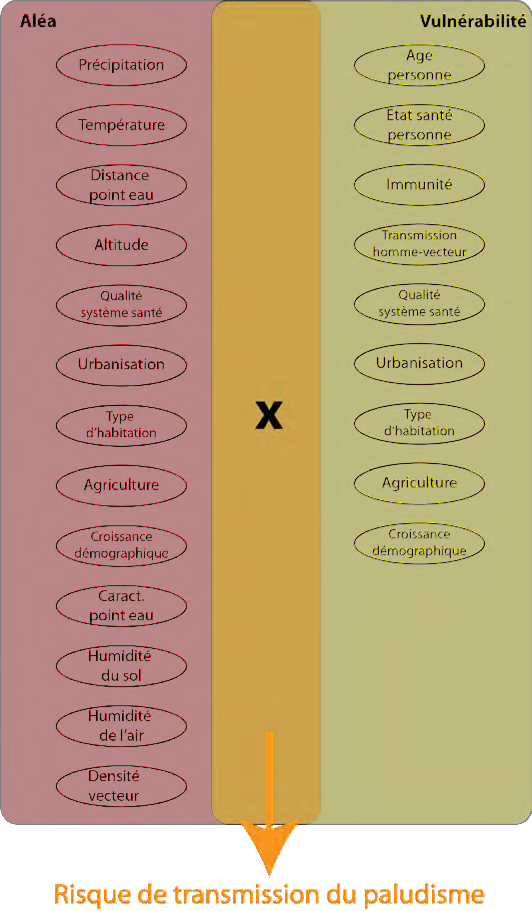 Aléa
Vulnérabilité
Précipitation
Température
Distance
point eau
Altitude
Qualité
système santé
Urbanisation
Type
d'habitation
Agriculture
Croissance
démographique
Caract.
point eau
Humidité
du sol
Humidité
de l'air
Densité
vecteur
X
Age
personne
Etat santé
personne
Immunité
Transmission
homme-vecteur
Qualité
système santé
Urbanisation
Type
d'habitation
Agriculture
Croissance
démographique
Risque de transmission du paludisme